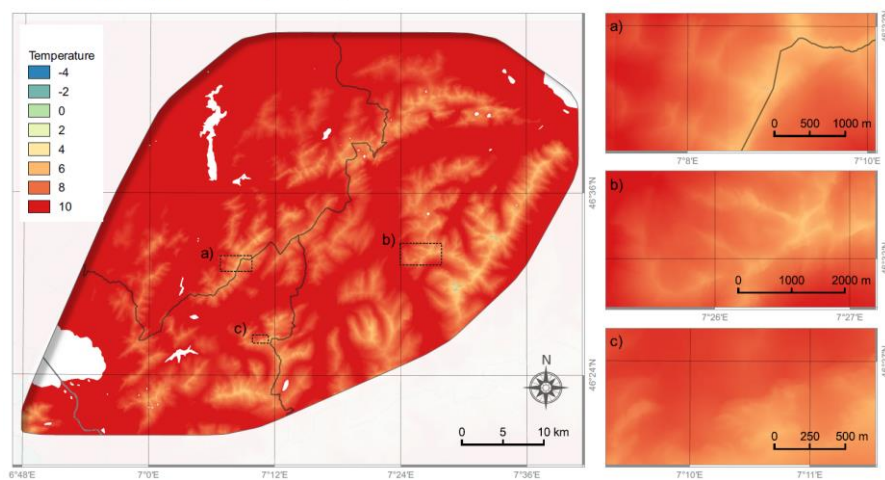 Temperature
-4
-2
0
2
4
6
8
10
a)
b)
c)
N
0 5 10 km
6°48'E 7°0'E 7°12'E 7°24'E 7°36'E
46°36'N
46°24'N
a)
0 500 1000 m
7°8'E 7°10'E
b)
0 1000 2000 m
7°26'E 7°27'E
c)
0 250 500 m
7°10'E 7°11'E